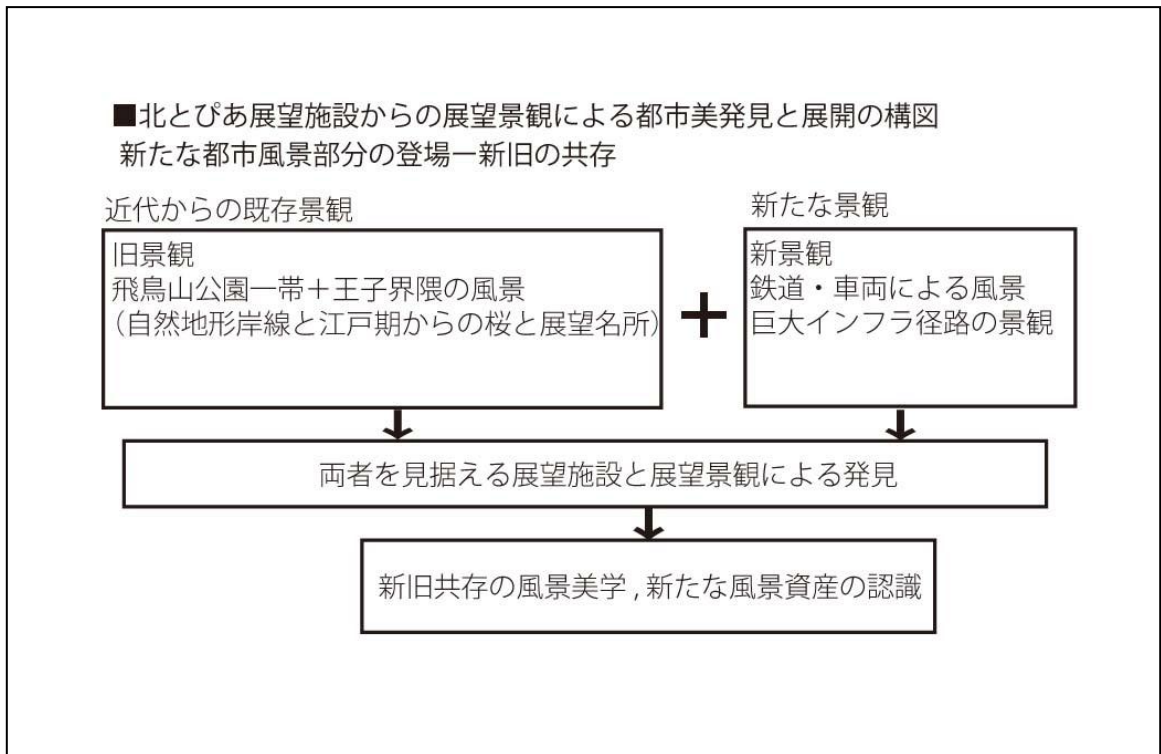 ■北とぴあ展望施設からの展望景観による都市美発見と展開の構図
新たな都市風景部分の登場ー新旧の共存
近代からの既存景観
旧景観
飛鳥山公園一帯＋王子界隈の風景
（自然地形岸線と江戸期からの桜と展望名所）
＋
新たな景観
新景観
鉄道・車両による風景
巨大インフラ径路の景観
両者を見据える展望施設と展望景観による発見
新旧共存の風景美学 , 新たな風景資産の認識